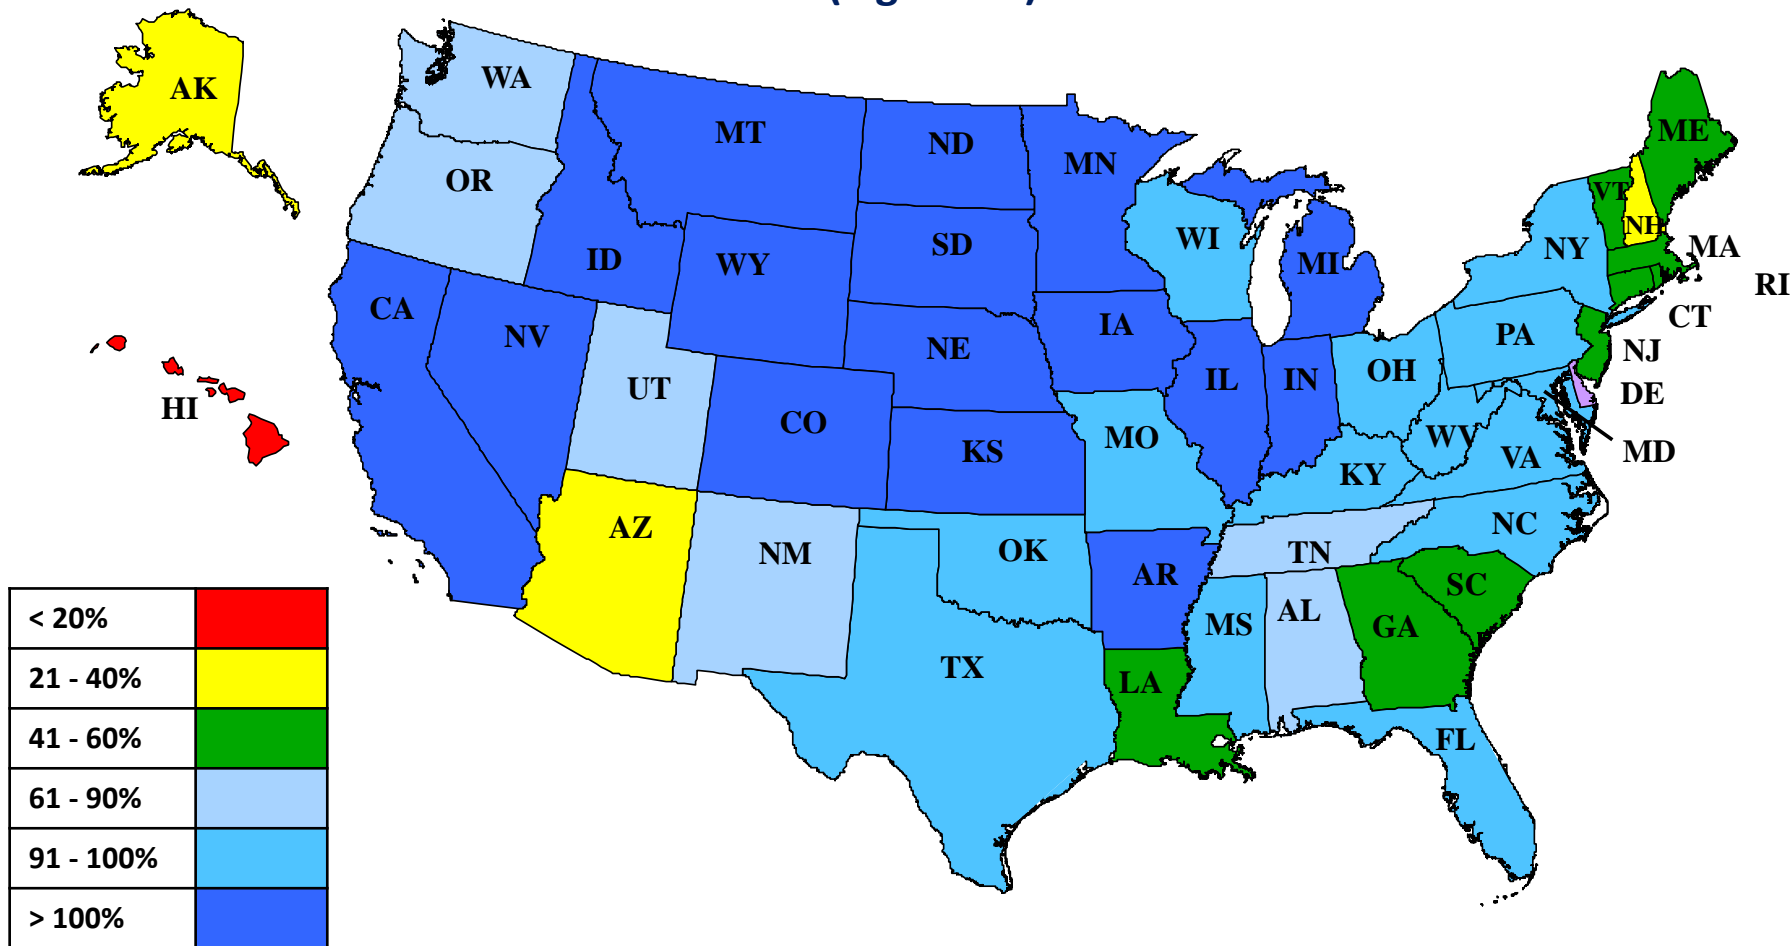 AK
WA
MT
ND
MN
ME
OR
VT
NH
WI
NY
MA
ID
WY
SD
MI
RI
CA
NV
NE
IA
PA
CT
NJ
UT
CO
IL
IN
OH
DE
HI
KS
MO
WV
VA
MD
KY
AZ
NM
OK
AR
TN
NC
SC
MS
AL
GA
TX
LA
FL
< 20%
21 - 40%
41 - 60%
61 - 90%
91 - 100%
> 100%